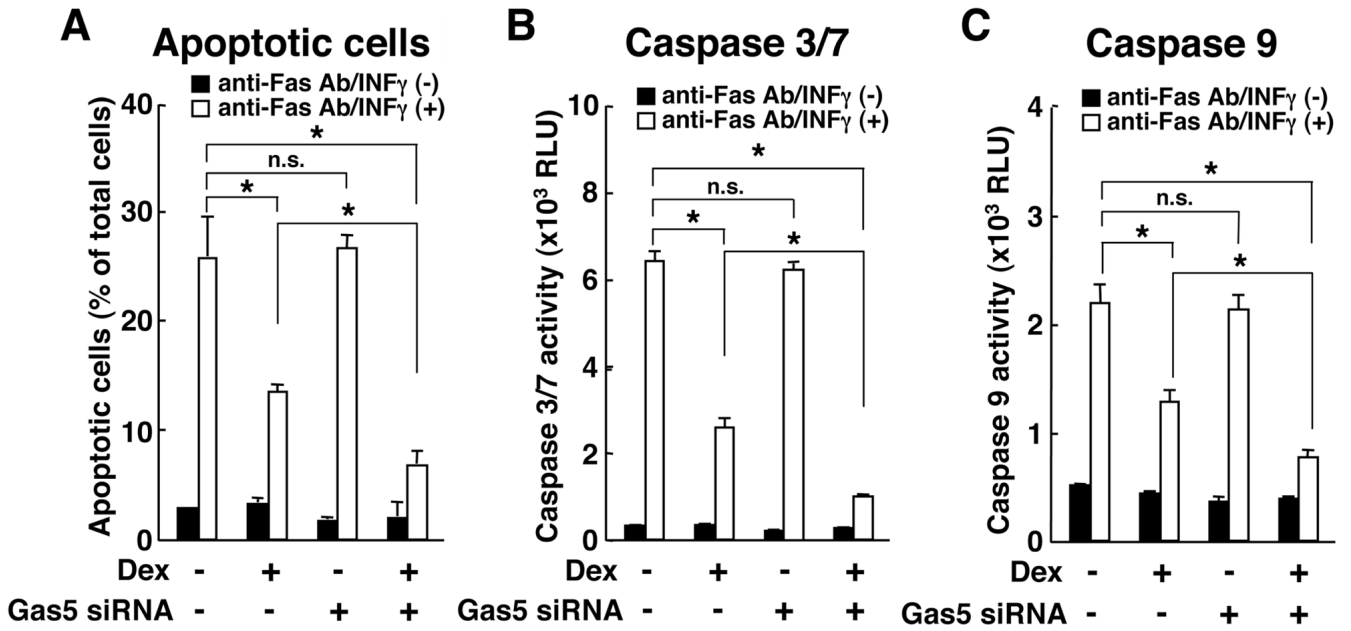 A
Apoptotic cells
anti-Fas Ab/INFγ (-)
anti-Fas Ab/INFγ (+)
Apoptotic cells (% of total cells)
40
30
20
10
0
*
n.s.
*
*
Dex - + - +
Gas5 siRNA - - + +
B
Caspase 3/7
anti-Fas Ab/INFγ (-)
anti-Fas Ab/INFγ (+)
Caspase 3/7 activity (x10³ RLU)
10
8
6
4
2
0
*
n.s.
*
*
Dex - + - +
Gas5 siRNA - - + +
C
Caspase 9
anti-Fas Ab/INFγ (-)
anti-Fas Ab/INFγ (+)
Caspase 9 activity (x10³ RLU)
4
3
2
1
0
*
n.s.
*
*
Dex - + - +
Gas5 siRNA - - + +